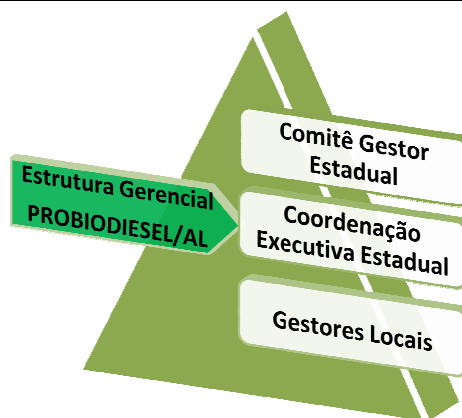 Comitê Gestor
Estadual
Estrutura Gerencial
PROBIODIESEL/AL
Coordenação
Executiva Estadual
Gestores Locais